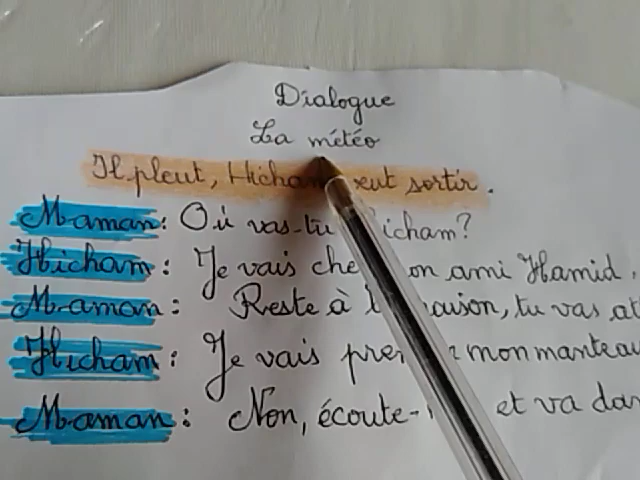 Dialogue
La météo
Il pleut, Hicham veut sortir.
Maman: Où vas-tu Hicham?
Hicham: Je vais chez mon ami Hamid,
Maman: Reste à la maison, tu vas
Hicham: Je vais prendre mon manteau
Maman: Non, écoute- et va